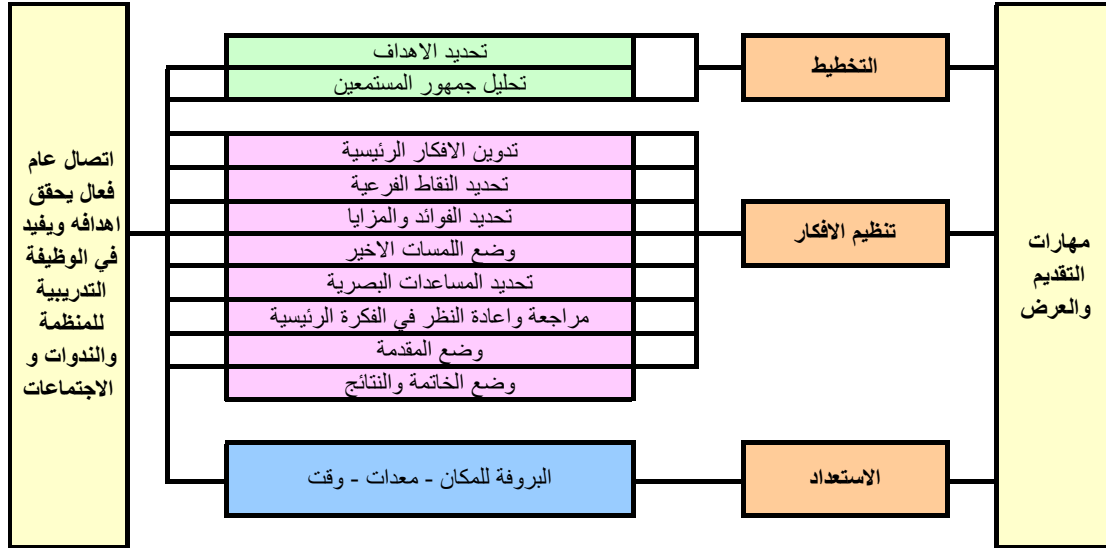 مهارات
التقديم
والعرض
التخطيط
تحديد الاهداف
تحليل جمهور المستمعين
تنظيم الافكار
تدوين الافكار الرئيسية
تحديد النقاط الفرعية
تحديد الفوائد والمزايا
وضع اللمسات الاخير
تحديد المساعدات البصرية
مراجعة واعادة النظر في الفكرة الرئيسية
وضع المقدمة
وضع الخاتمة والنتائج
الاستعداد
البروفة للمكان - معدات - وقت
اتصال عام
فعال يحقق
اهدافه ويفيد
في الوظيفة
التدريبية
للمنظمة
والندوات و
الاجتماعات